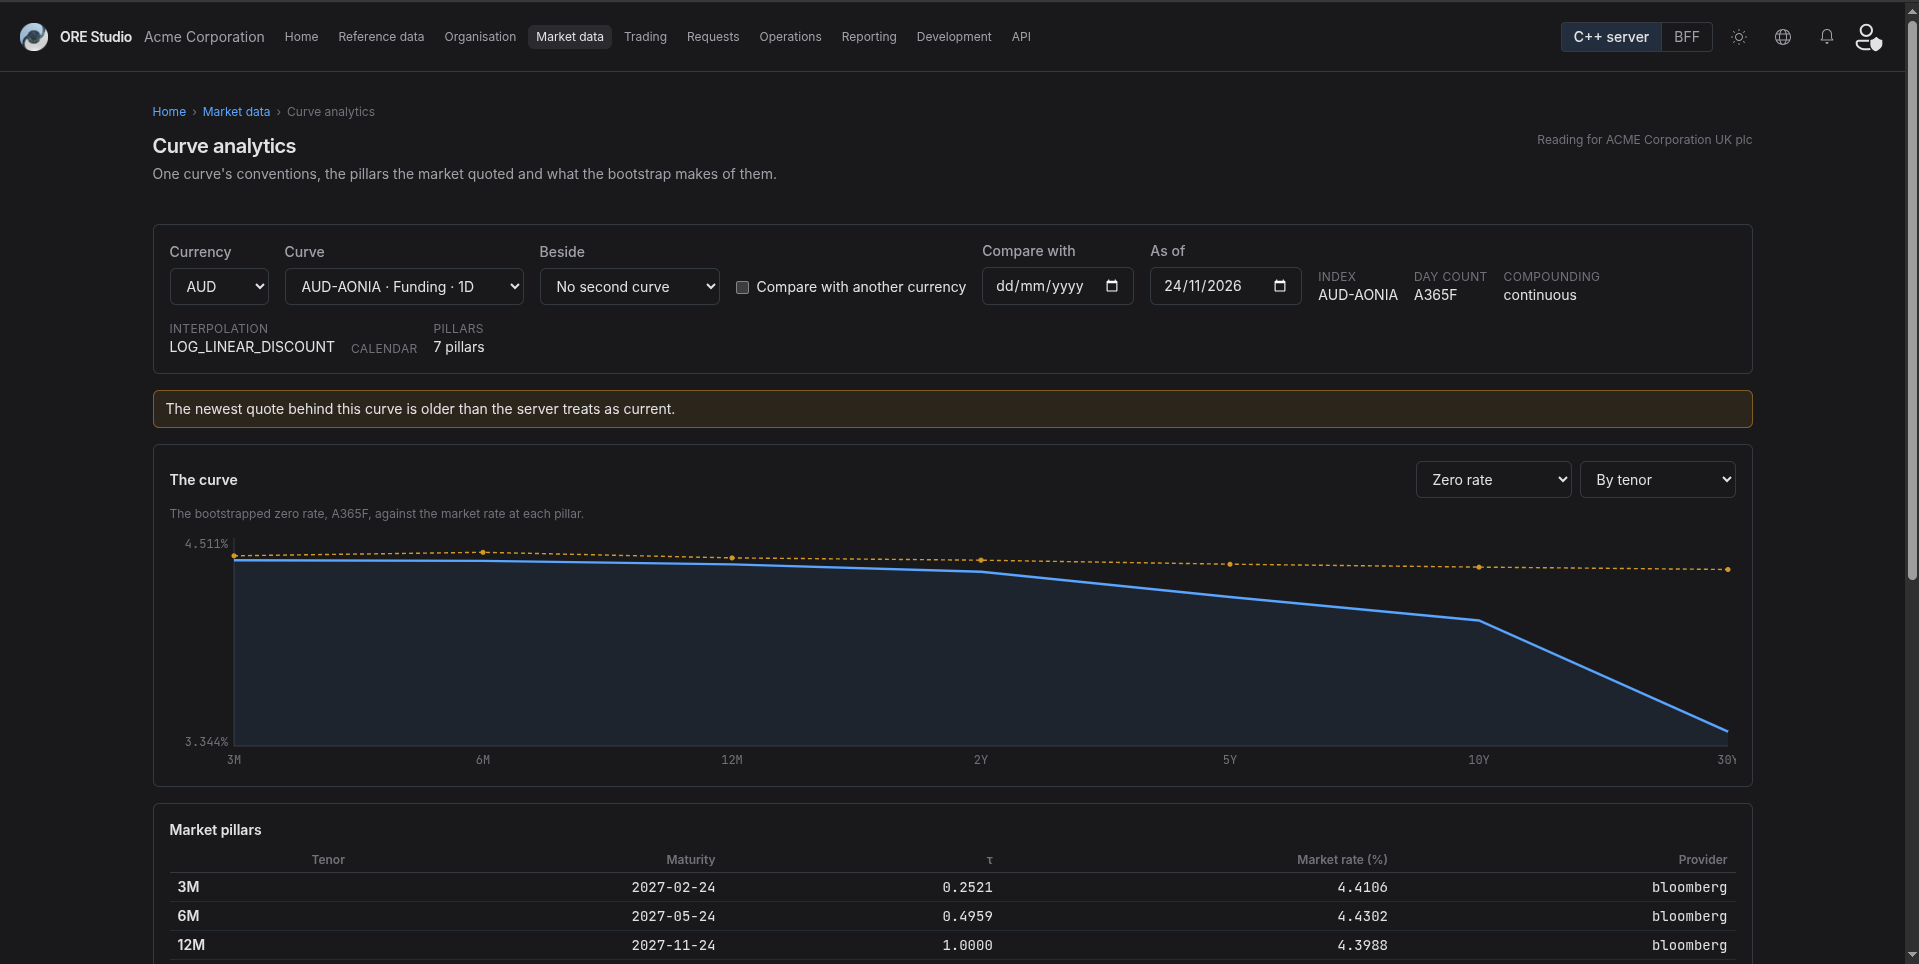 ORE Studio Acme Corporation Home Reference data Organisation Market data Trading Requests Operations Reporting Development API C++ server BFF
Home › Market data › Curve analytics
Curve analytics
Reading for ACME Corporation UK plc
One curve's conventions, the pillars the market quoted and what the bootstrap makes of them.
Currency Curve Beside Compare with As of
AUD AUD-AONIA · Funding · 1D No second curve Compare with another currency dd/mm/yyyy 24/11/2026
INDEX DAY COUNT COMPOUNDING
AUD-AONIA A365F continuous
INTERPOLATION CALENDAR PILLARS
LOG_LINEAR_DISCOUNT 7 pillars
The newest quote behind this curve is older than the server treats as current.
The curve Zero rate By tenor
The bootstrapped zero rate, A365F, against the market rate at each pillar.
4.511%
3.344%
3M 6M 12M 2Y 5Y 10Y 30Y
Market pillars
Tenor Maturity τ Market rate (%) Provider
3M 2027-02-24 0.2521 4.4106 bloomberg
6M 2027-05-24 0.4959 4.4302 bloomberg
12M 2027-11-24 1.0000 4.3988 bloomberg